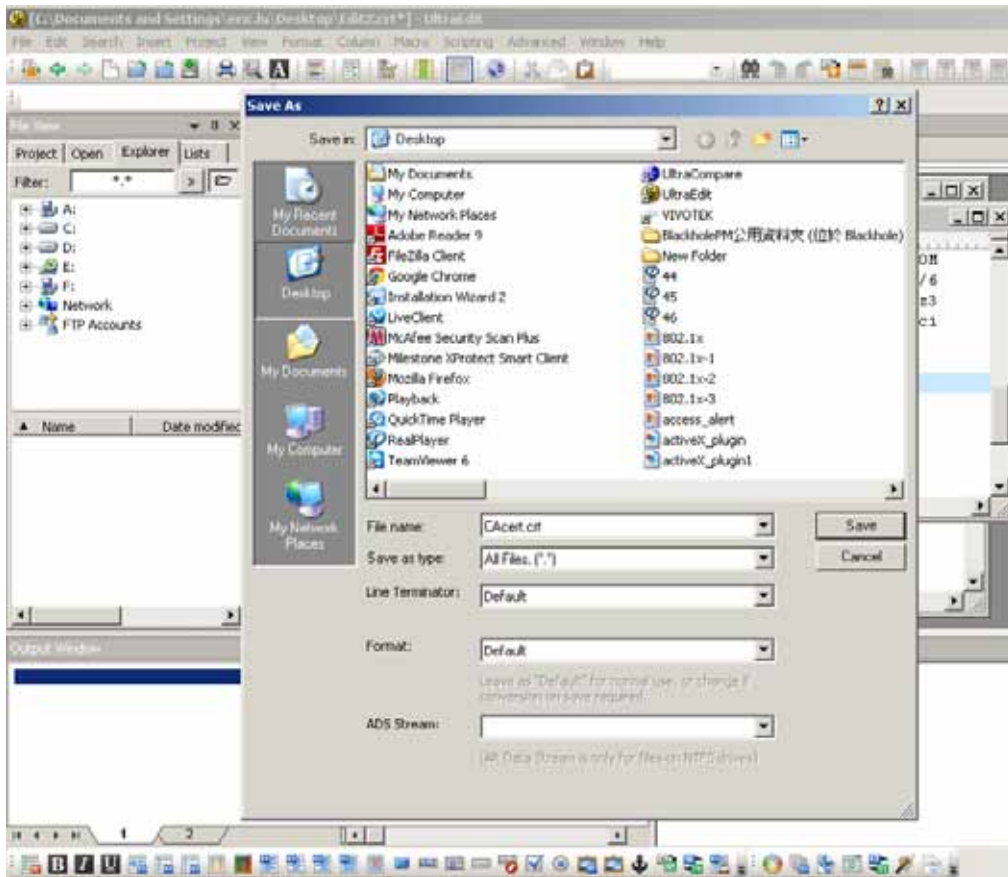 [C:\Documents and Settings\eric.lu\Desktop\Edit2.crt*] - UltraEdit
File Edit Search Insert Project View Format Column Macro Scripting Advanced Window Help
File View
Project Open Explorer Lists
Filter: *.*
A:
C:
D:
E:
F:
Network
FTP Accounts
Name Date modified
Output Window
1 2
Save As
Save in: Desktop
My Recent Documents
Desktop
My Documents
My Computer
My Network Places
My Documents
My Computer
My Network Places
Adobe Reader 9
FileZilla Client
Google Chrome
Installation Wizard 2
LiveClient
McAfee Security Scan Plus
Milestone XProtect Smart Client
Mozilla Firefox
Playback
QuickTime Player
RealPlayer
TeamViewer 6
UltraCompare
UltraEdit
VIVOTEK
BlackholePM公用資料夾 (位於 Blackhole)
New Folder
44
45
46
802.1x
802.1x-1
802.1x-2
802.1x-3
access_alert
activeX_plugin
activeX_plugin1
File name: CAcert.crt Save
Save as type: All Files, (*.*) Cancel
Line Terminator: Default
Format: Default
Leave as "Default" for normal use, or change if
conversion on save required.
ADS Stream:
(Alt Data Stream is only for files on NTFS drives)